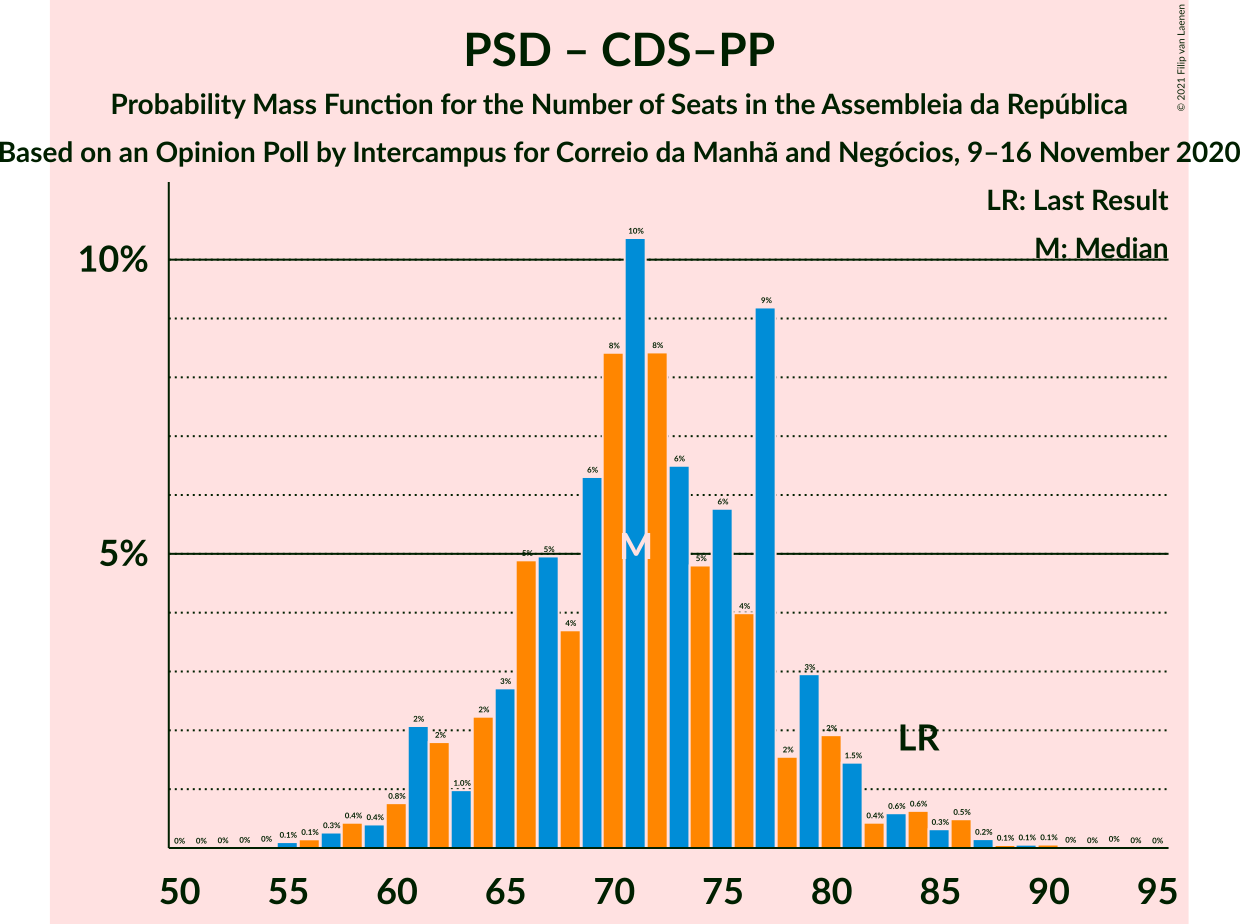 © 2021 Filip van Laenen
PSD – CDS–PP
Probability Mass Function for the Number of Seats in the Assembleia da República
Based on an Opinion Poll by Intercampus for Correio da Manhã and Negócios, 9–16 November 2020
LR: Last Result
M: Median
10%
5%
0% 0% 0% 0% 0% 0.1% 0.1% 0.3% 0.4% 0.4% 0.8% 2% 2% 1.0% 2% 3% 5% 5% 4% 6% 8% 10% 8% 6% 5% 6% 4% 9% 2% 3% 2% 1.5% 0.4% 0.6% 0.6% 0.3% 0.5% 0.2% 0.1% 0.1% 0.1% 0% 0% 0% 0% 0%
M
LR
50 55 60 65 70 75 80 85 90 95